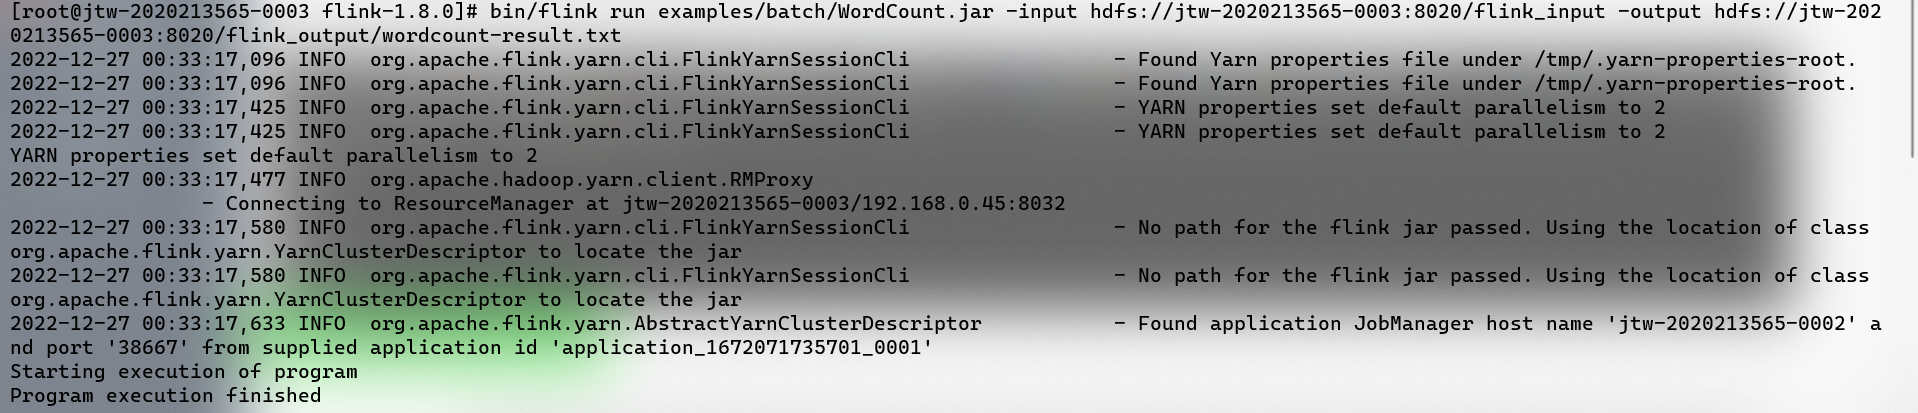 [root@jtw-2020213565-0003 flink-1.8.0]# bin/flink run examples/batch/WordCount.jar -input hdfs://jtw-2020213565-0003:8020/flink_input -output hdfs://jtw-202
0213565-0003:8020/flink_output/wordcount-result.txt
2022-12-27 00:33:17,096 INFO  org.apache.flink.yarn.cli.FlinkYarnSessionCli                 - Found Yarn properties file under /tmp/.yarn-properties-root.
2022-12-27 00:33:17,096 INFO  org.apache.flink.yarn.cli.FlinkYarnSessionCli                 - Found Yarn properties file under /tmp/.yarn-properties-root.
2022-12-27 00:33:17,425 INFO  org.apache.flink.yarn.cli.FlinkYarnSessionCli                 - YARN properties set default parallelism to 2
2022-12-27 00:33:17,425 INFO  org.apache.flink.yarn.cli.FlinkYarnSessionCli                 - YARN properties set default parallelism to 2
YARN properties set default parallelism to 2
2022-12-27 00:33:17,477 INFO  org.apache.hadoop.yarn.client.RMProxy
                - Connecting to ResourceManager at jtw-2020213565-0003/192.168.0.45:8032
2022-12-27 00:33:17,580 INFO  org.apache.flink.yarn.cli.FlinkYarnSessionCli                 - No path for the flink jar passed. Using the location of class
org.apache.flink.yarn.YarnClusterDescriptor to locate the jar
2022-12-27 00:33:17,580 INFO  org.apache.flink.yarn.cli.FlinkYarnSessionCli                 - No path for the flink jar passed. Using the location of class
org.apache.flink.yarn.YarnClusterDescriptor to locate the jar
2022-12-27 00:33:17,633 INFO  org.apache.flink.yarn.AbstractYarnClusterDescriptor           - Found application JobManager host name 'jtw-2020213565-0002' a
nd port '38667' from supplied application id 'application_1672071735701_0001'
Starting execution of program
Program execution finished